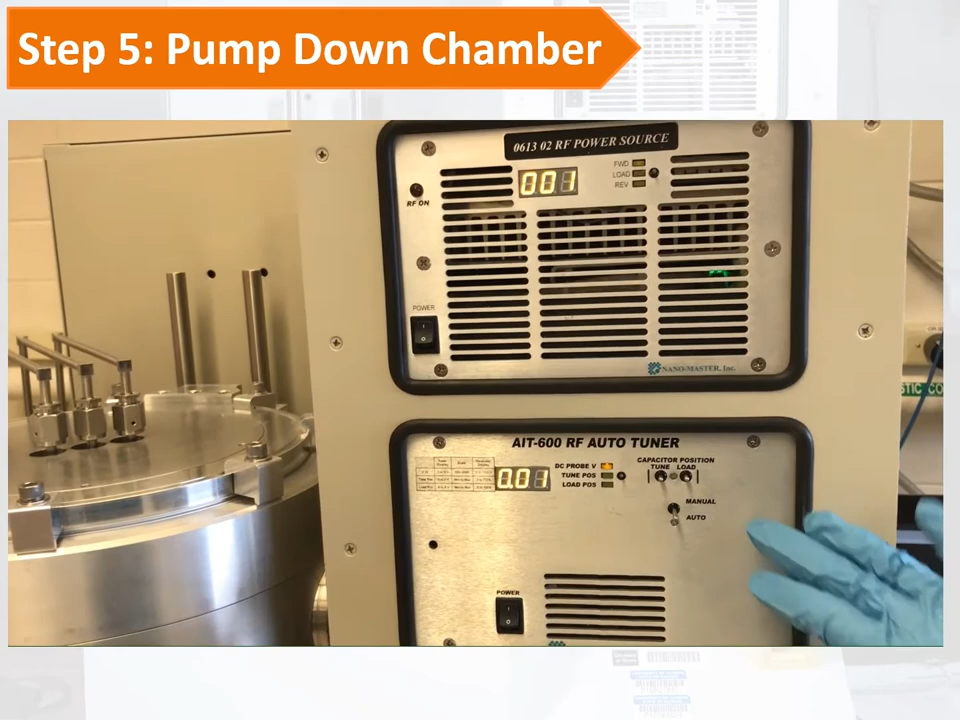 Step 5: Pump Down Chamber
0613 02 RF POWER SOURCE
001
FWD
LOAD
REV
RF ON
POWER
NANO-MASTER, Inc.
AIT-600 RF AUTO TUNER
0.01
DC PROBE V
TUNE POS
LOAD POS
CAPACITOR POSITION
TUNE LOAD
MANUAL
AUTO
POWER